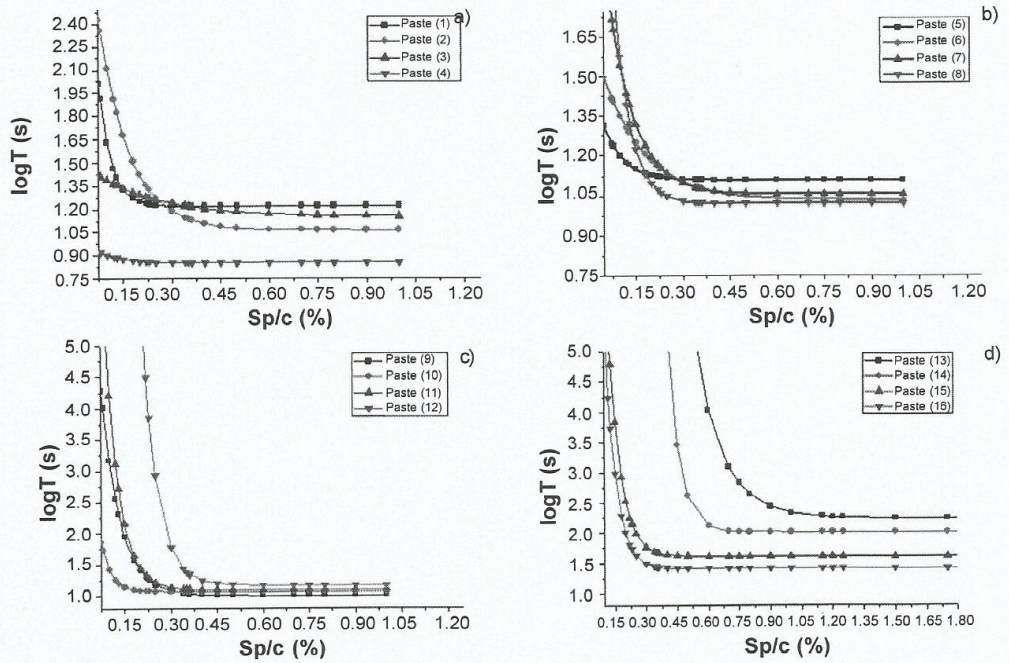 a)
Paste (1)
Paste (2)
Paste (3)
Paste (4)
2.40
2.25
2.10
1.95
1.80
1.65
1.50
1.35
1.20
1.05
0.90
0.75
logT (s)
0.15 0.30 0.45 0.60 0.75 0.90 1.05 1.20
Sp/c (%)
b)
Paste (5)
Paste (6)
Paste (7)
Paste (8)
1.65
1.50
1.35
1.20
1.05
0.90
0.75
logT (s)
0.15 0.30 0.45 0.60 0.75 0.90 1.05 1.20
Sp/c (%)
c)
Paste (9)
Paste (10)
Paste (11)
Paste (12)
5.0
4.5
4.0
3.5
3.0
2.5
2.0
1.5
1.0
logT (s)
0.15 0.30 0.45 0.60 0.75 0.90 1.05 1.20
Sp/c (%)
d)
Paste (13)
Paste (14)
Paste (15)
Paste (16)
5.0
4.5
4.0
3.5
3.0
2.5
2.0
1.5
1.0
logT (s)
0.15 0.30 0.45 0.60 0.75 0.90 1.05 1.20 1.35 1.50 1.65 1.80
Sp/c (%)